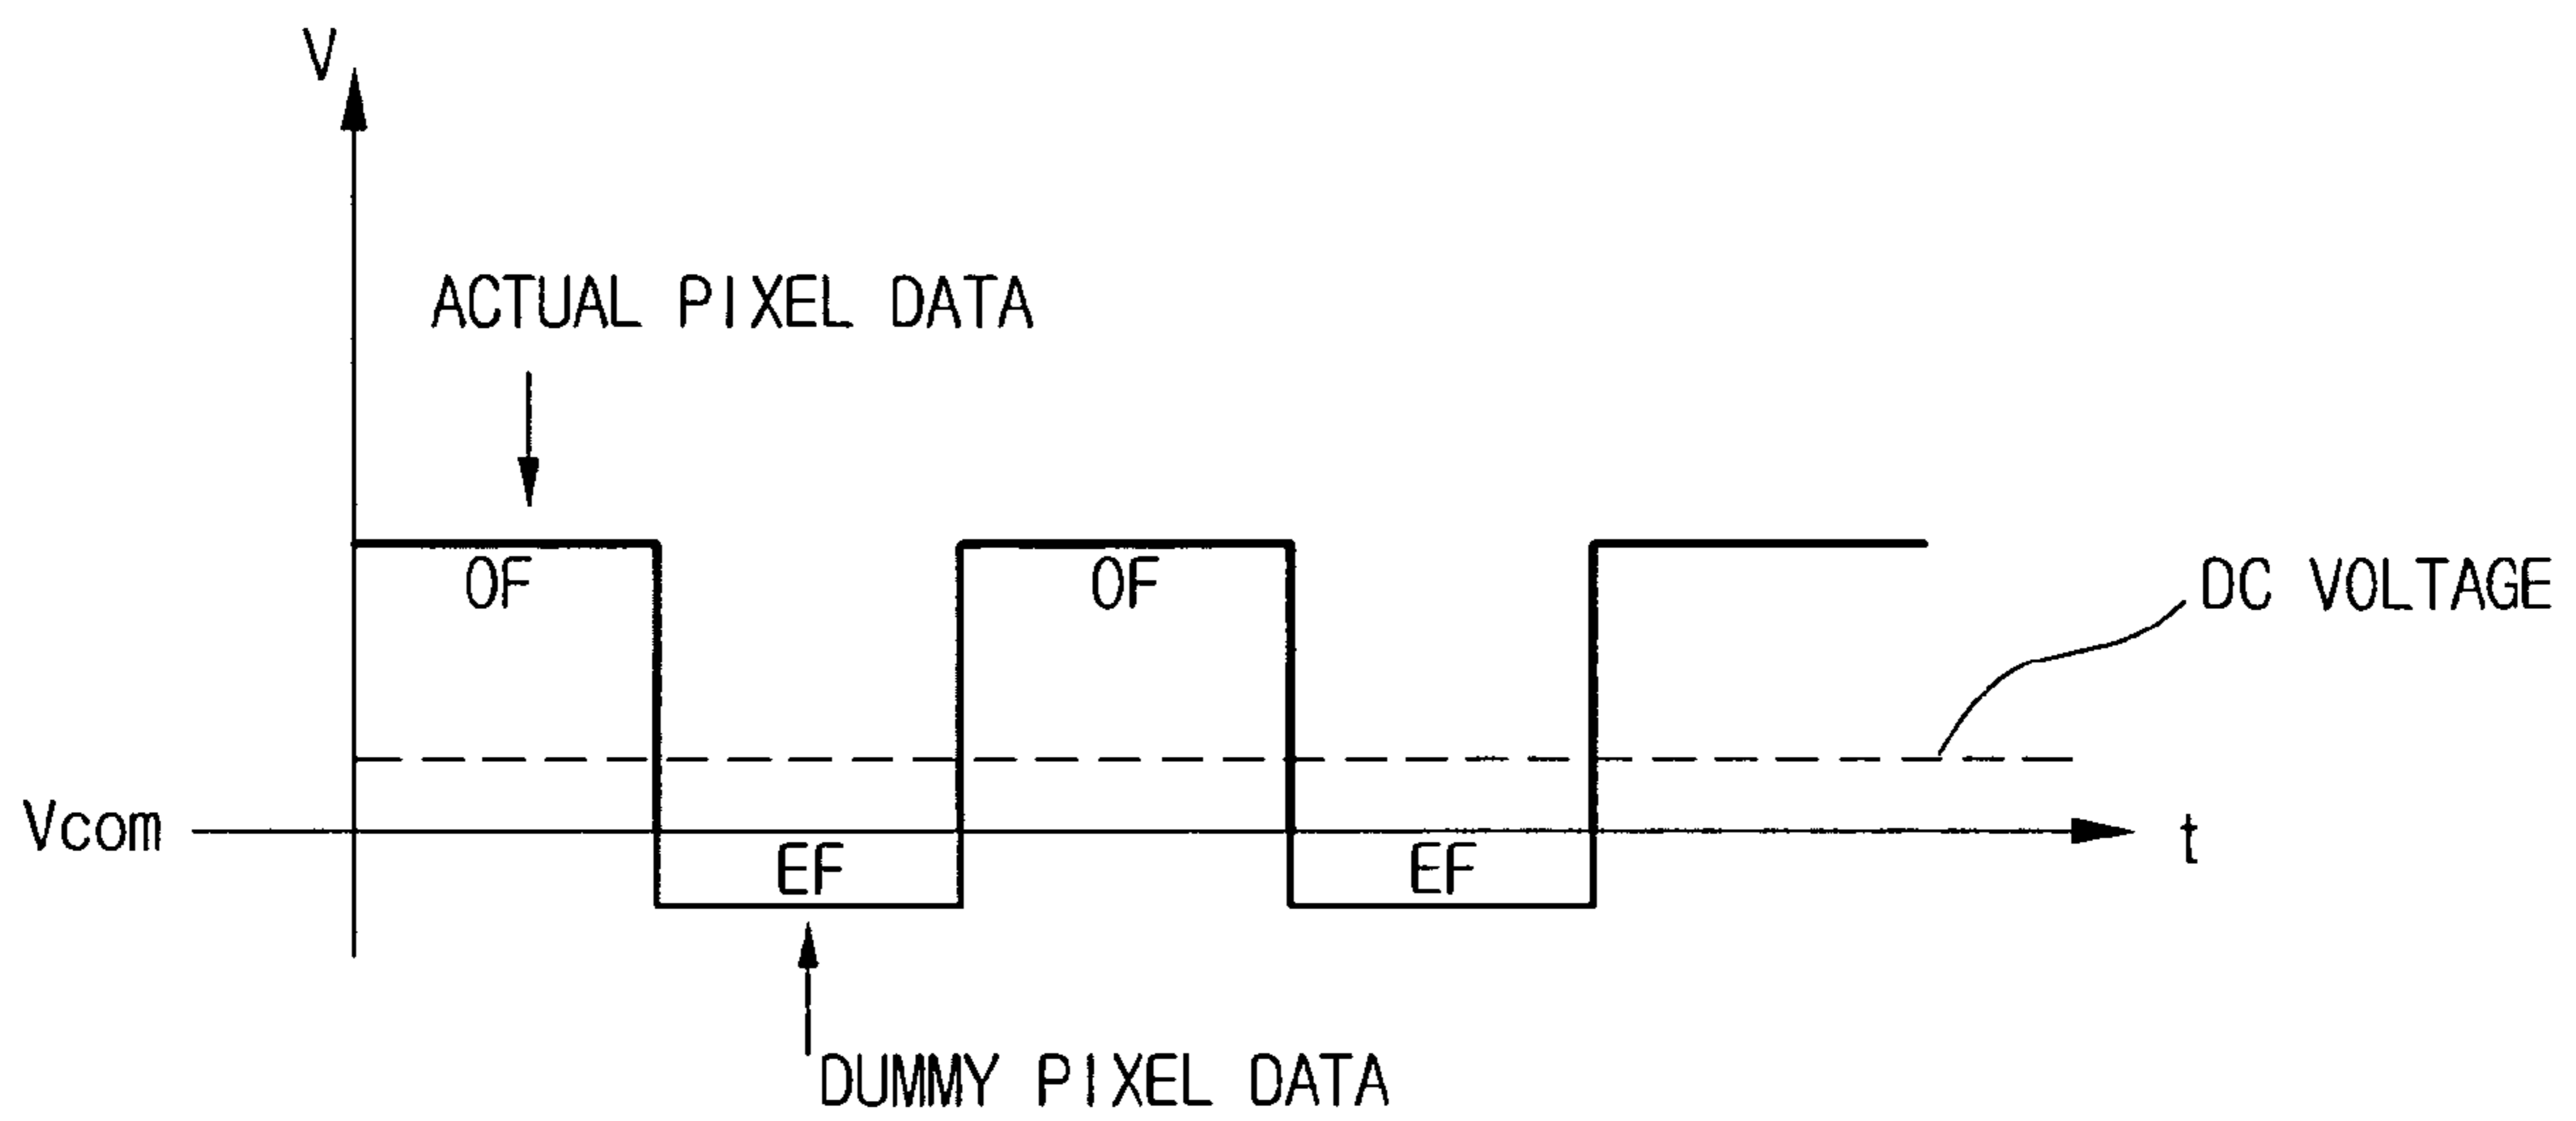 V
ACTUAL PIXEL DATA
OF
OF
DC VOLTAGE
Vcom
EF
EF
t
DUMMY PIXEL DATA